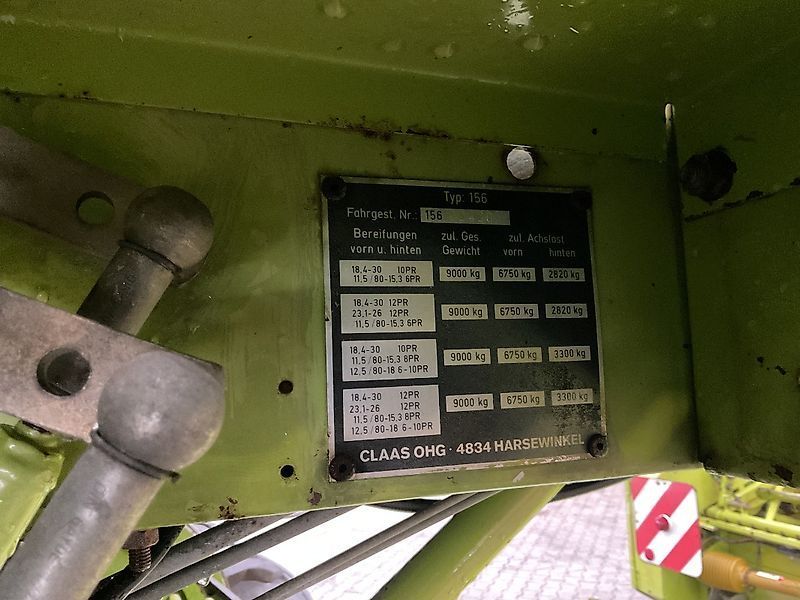 Typ: 156
Fahrgest. Nr.: 156
Bereifungen zul. Ges. zul. Achslast
vorn u. hinten Gewicht vorn hinten
18,4-30 10PR
11,5/80-15,3 6PR 9000 kg 6750 kg 2820 kg
18,4-30 12PR
23,1-26 12PR 9000 kg 6750 kg 2820 kg
11,5/80-15,3 6PR
18,4-30 10PR
11,5/80-15,3 8PR 9000 kg 6750 kg 3300 kg
12,5/80-18 6-10PR
18,4-30 12PR
23,1-26 12PR 9000 kg 6750 kg 3300 kg
11,5/80-15,3 8PR
12,5/80-18 6-10PR
CLAAS OHG · 4834 HARSEWINKEL